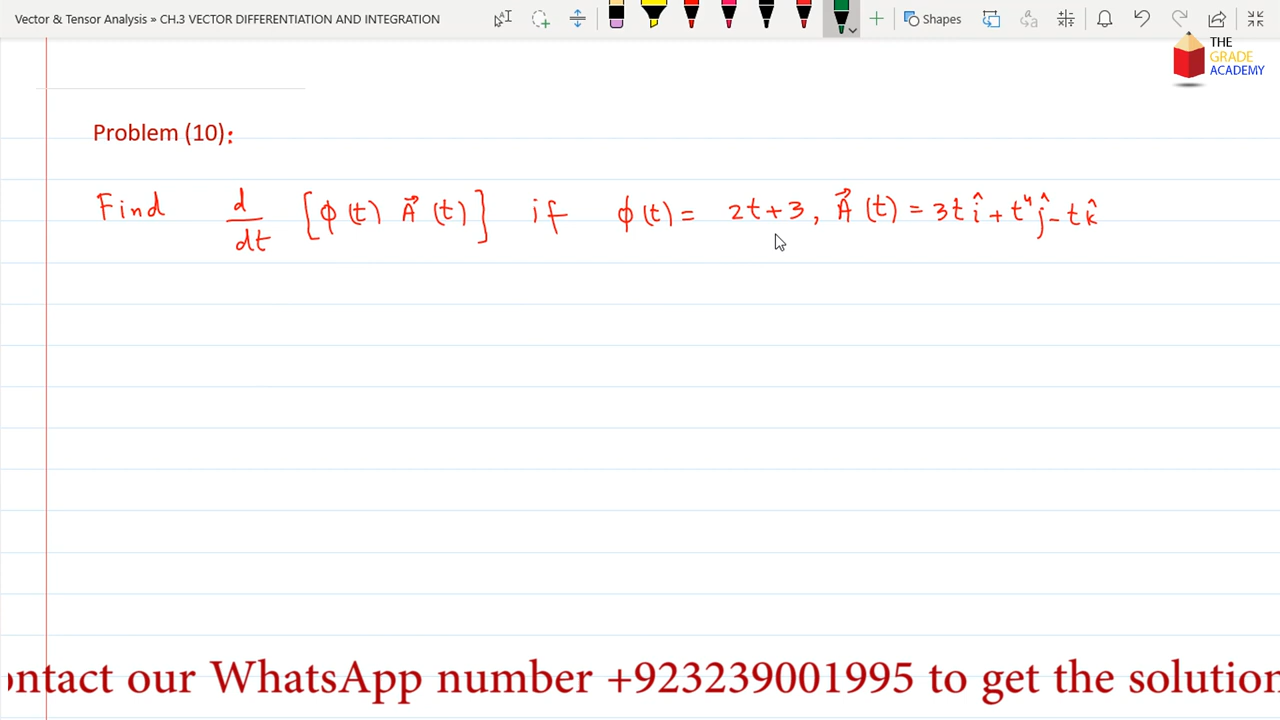 Vector & Tensor Analysis » CH.3 VECTOR DIFFERENTIATION AND INTEGRATION
Shapes
THE
GRADE
ACADEMY
Problem (10):
Find d/dt [ϕ(t) A⃗(t)] if ϕ(t) = 2t+3, A⃗(t) = 3t î + t⁴ ĵ - t k̂
ontact our WhatsApp number +923239001995 to get the solution